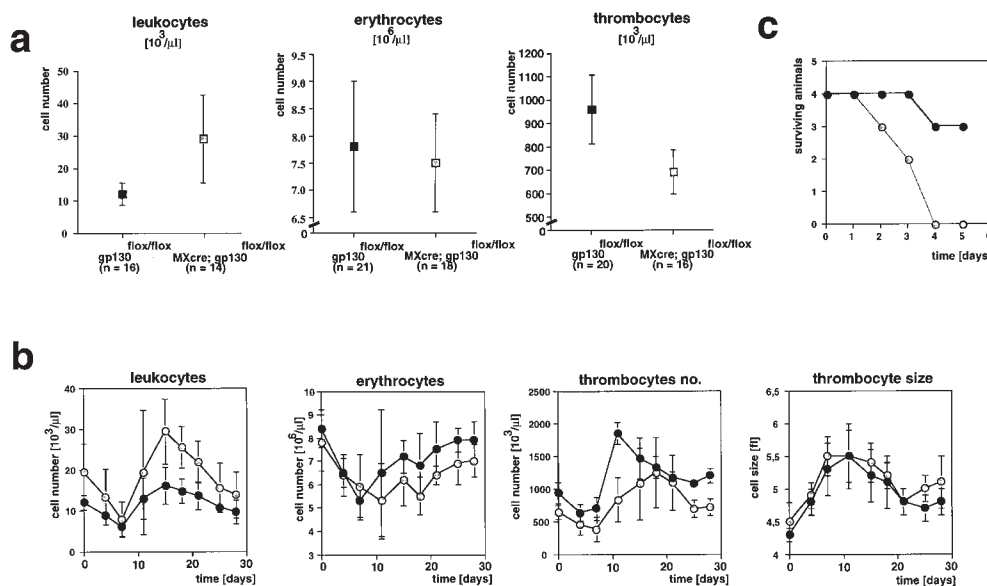 a
leukocytes
[10³/µl]
cell number
50
40
30
20
10
0
flox/flox flox/flox
gp130 MXcre; gp130
(n = 16) (n = 14)
erythrocytes
[10⁶/µl]
cell number
9.5
9.0
8.5
8.0
7.5
7.0
6.5
0
flox/flox flox/flox
gp130 MXcre; gp130
(n = 21) (n = 18)
thrombocytes
[10³/µl]
cell number
1200
1100
1000
900
800
700
600
500
0
flox/flox flox/flox
gp130 MXcre; gp130
(n = 20) (n = 16)
c
surviving animals
5
4
3
2
1
0
0 1 2 3 4 5 6
time [days]
b
leukocytes
cell number [10³/µl]
40
30
20
10
0
0 10 20 30
time [days]
erythrocytes
cell number [10⁶/µl]
10
9
8
7
6
5
4
3
0 10 20 30
time [days]
thrombocytes no.
cell number [10³/µl]
2500
2000
1500
1000
500
0
0 10 20 30
time [days]
thrombocyte size
cell size [fl]
6,5
6
5,5
5
4,5
4
0 10 20 30
time [days]